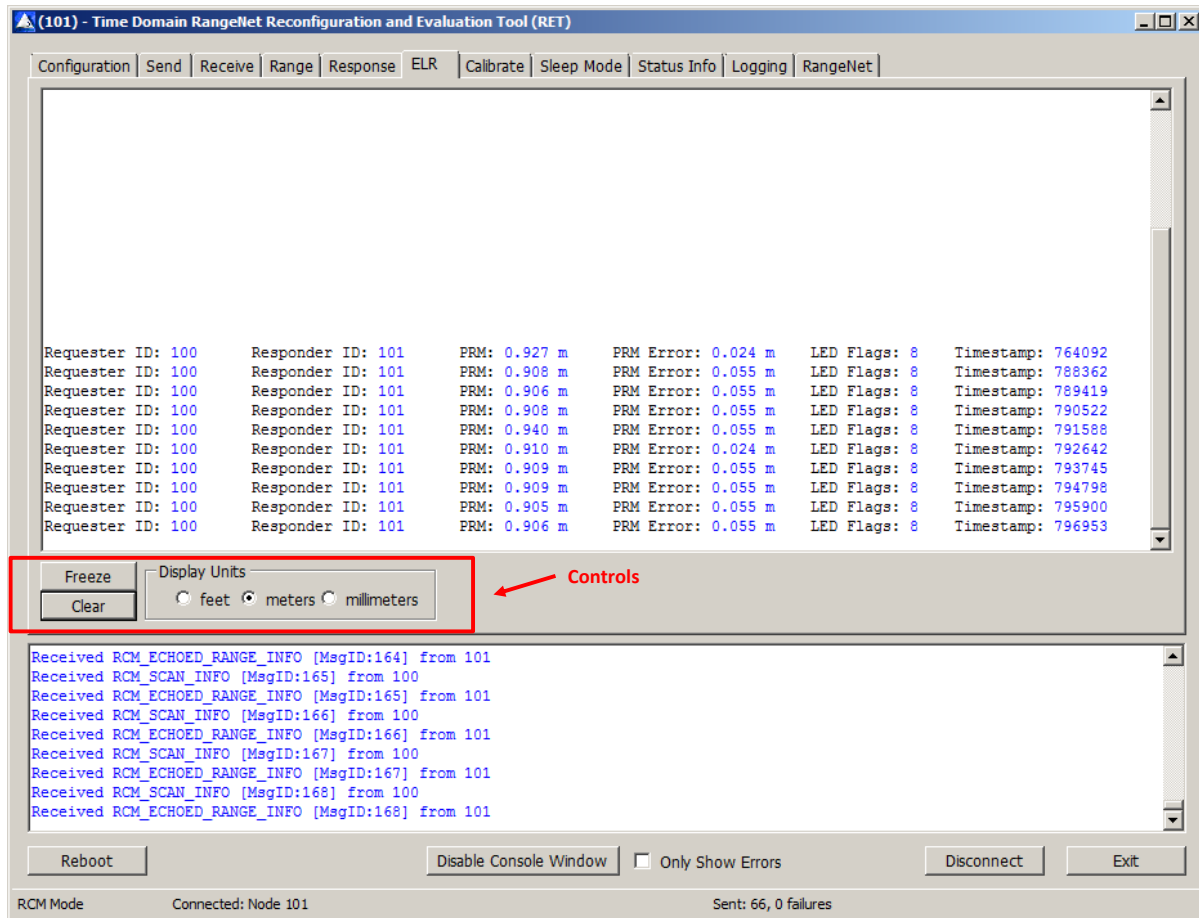 (101) - Time Domain RangeNet Reconfiguration and Evaluation Tool (RET)
Configuration Send Receive Range Response ELR Calibrate Sleep Mode Status Info Logging RangeNet
Requester ID: 100 Responder ID: 101 PRM: 0.927 m PRM Error: 0.024 m LED Flags: 8 Timestamp: 764092
Requester ID: 100 Responder ID: 101 PRM: 0.908 m PRM Error: 0.055 m LED Flags: 8 Timestamp: 788362
Requester ID: 100 Responder ID: 101 PRM: 0.906 m PRM Error: 0.055 m LED Flags: 8 Timestamp: 789419
Requester ID: 100 Responder ID: 101 PRM: 0.908 m PRM Error: 0.055 m LED Flags: 8 Timestamp: 790522
Requester ID: 100 Responder ID: 101 PRM: 0.940 m PRM Error: 0.055 m LED Flags: 8 Timestamp: 791588
Requester ID: 100 Responder ID: 101 PRM: 0.910 m PRM Error: 0.024 m LED Flags: 8 Timestamp: 792642
Requester ID: 100 Responder ID: 101 PRM: 0.909 m PRM Error: 0.055 m LED Flags: 8 Timestamp: 793745
Requester ID: 100 Responder ID: 101 PRM: 0.909 m PRM Error: 0.055 m LED Flags: 8 Timestamp: 794798
Requester ID: 100 Responder ID: 101 PRM: 0.905 m PRM Error: 0.055 m LED Flags: 8 Timestamp: 795900
Requester ID: 100 Responder ID: 101 PRM: 0.906 m PRM Error: 0.055 m LED Flags: 8 Timestamp: 796953
Freeze Display Units Controls
Clear feet meters millimeters
Received RCM_ECHOED_RANGE_INFO [MsgID:164] from 101
Received RCM_SCAN_INFO [MsgID:165] from 100
Received RCM_ECHOED_RANGE_INFO [MsgID:165] from 101
Received RCM_SCAN_INFO [MsgID:166] from 100
Received RCM_ECHOED_RANGE_INFO [MsgID:166] from 101
Received RCM_SCAN_INFO [MsgID:167] from 100
Received RCM_ECHOED_RANGE_INFO [MsgID:167] from 101
Received RCM_SCAN_INFO [MsgID:168] from 100
Received RCM_ECHOED_RANGE_INFO [MsgID:168] from 101
Reboot Disable Console Window Only Show Errors Disconnect Exit
RCM Mode Connected: Node 101 Sent: 66, 0 failures